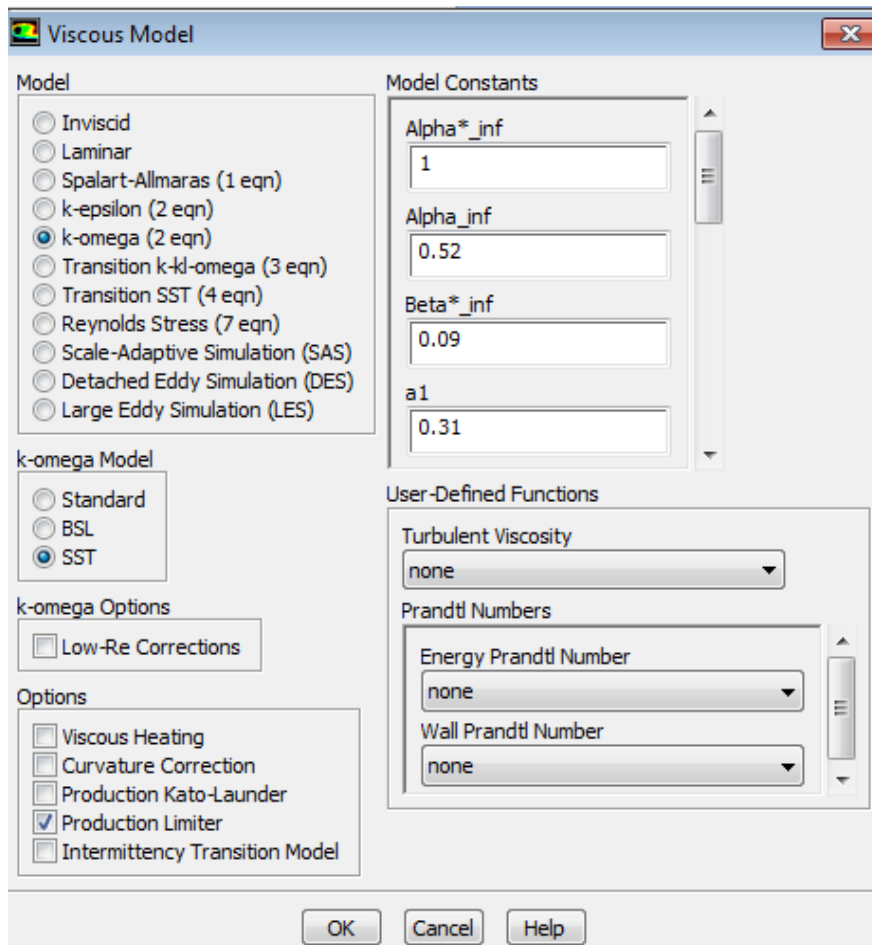 Viscous Model
Model
Inviscid
Laminar
Spalart-Allmaras (1 eqn)
k-epsilon (2 eqn)
k-omega (2 eqn)
Transition k-kl-omega (3 eqn)
Transition SST (4 eqn)
Reynolds Stress (7 eqn)
Scale-Adaptive Simulation (SAS)
Detached Eddy Simulation (DES)
Large Eddy Simulation (LES)
k-omega Model
Standard
BSL
SST
k-omega Options
Low-Re Corrections
Options
Viscous Heating
Curvature Correction
Production Kato-Launder
Production Limiter
Intermittency Transition Model
Model Constants
Alpha*_inf
1
Alpha_inf
0.52
Beta*_inf
0.09
a1
0.31
User-Defined Functions
Turbulent Viscosity
none
Prandtl Numbers
Energy Prandtl Number
none
Wall Prandtl Number
none
OK
Cancel
Help